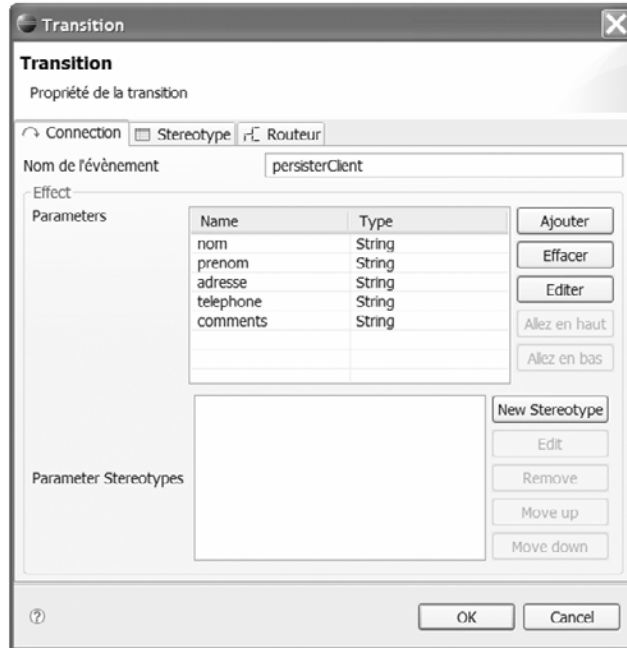 Transition
Transition
Propriété de la transition
Connection Stereotype Routeur
Nom de l'évènement persisterClient
Effect
Parameters
Name Type
nom String
prenom String
adresse String
telephone String
comments String
Ajouter
Effacer
Editer
Allez en haut
Allez en bas
Parameter Stereotypes
New Stereotype
Edit
Remove
Move up
Move down
OK Cancel